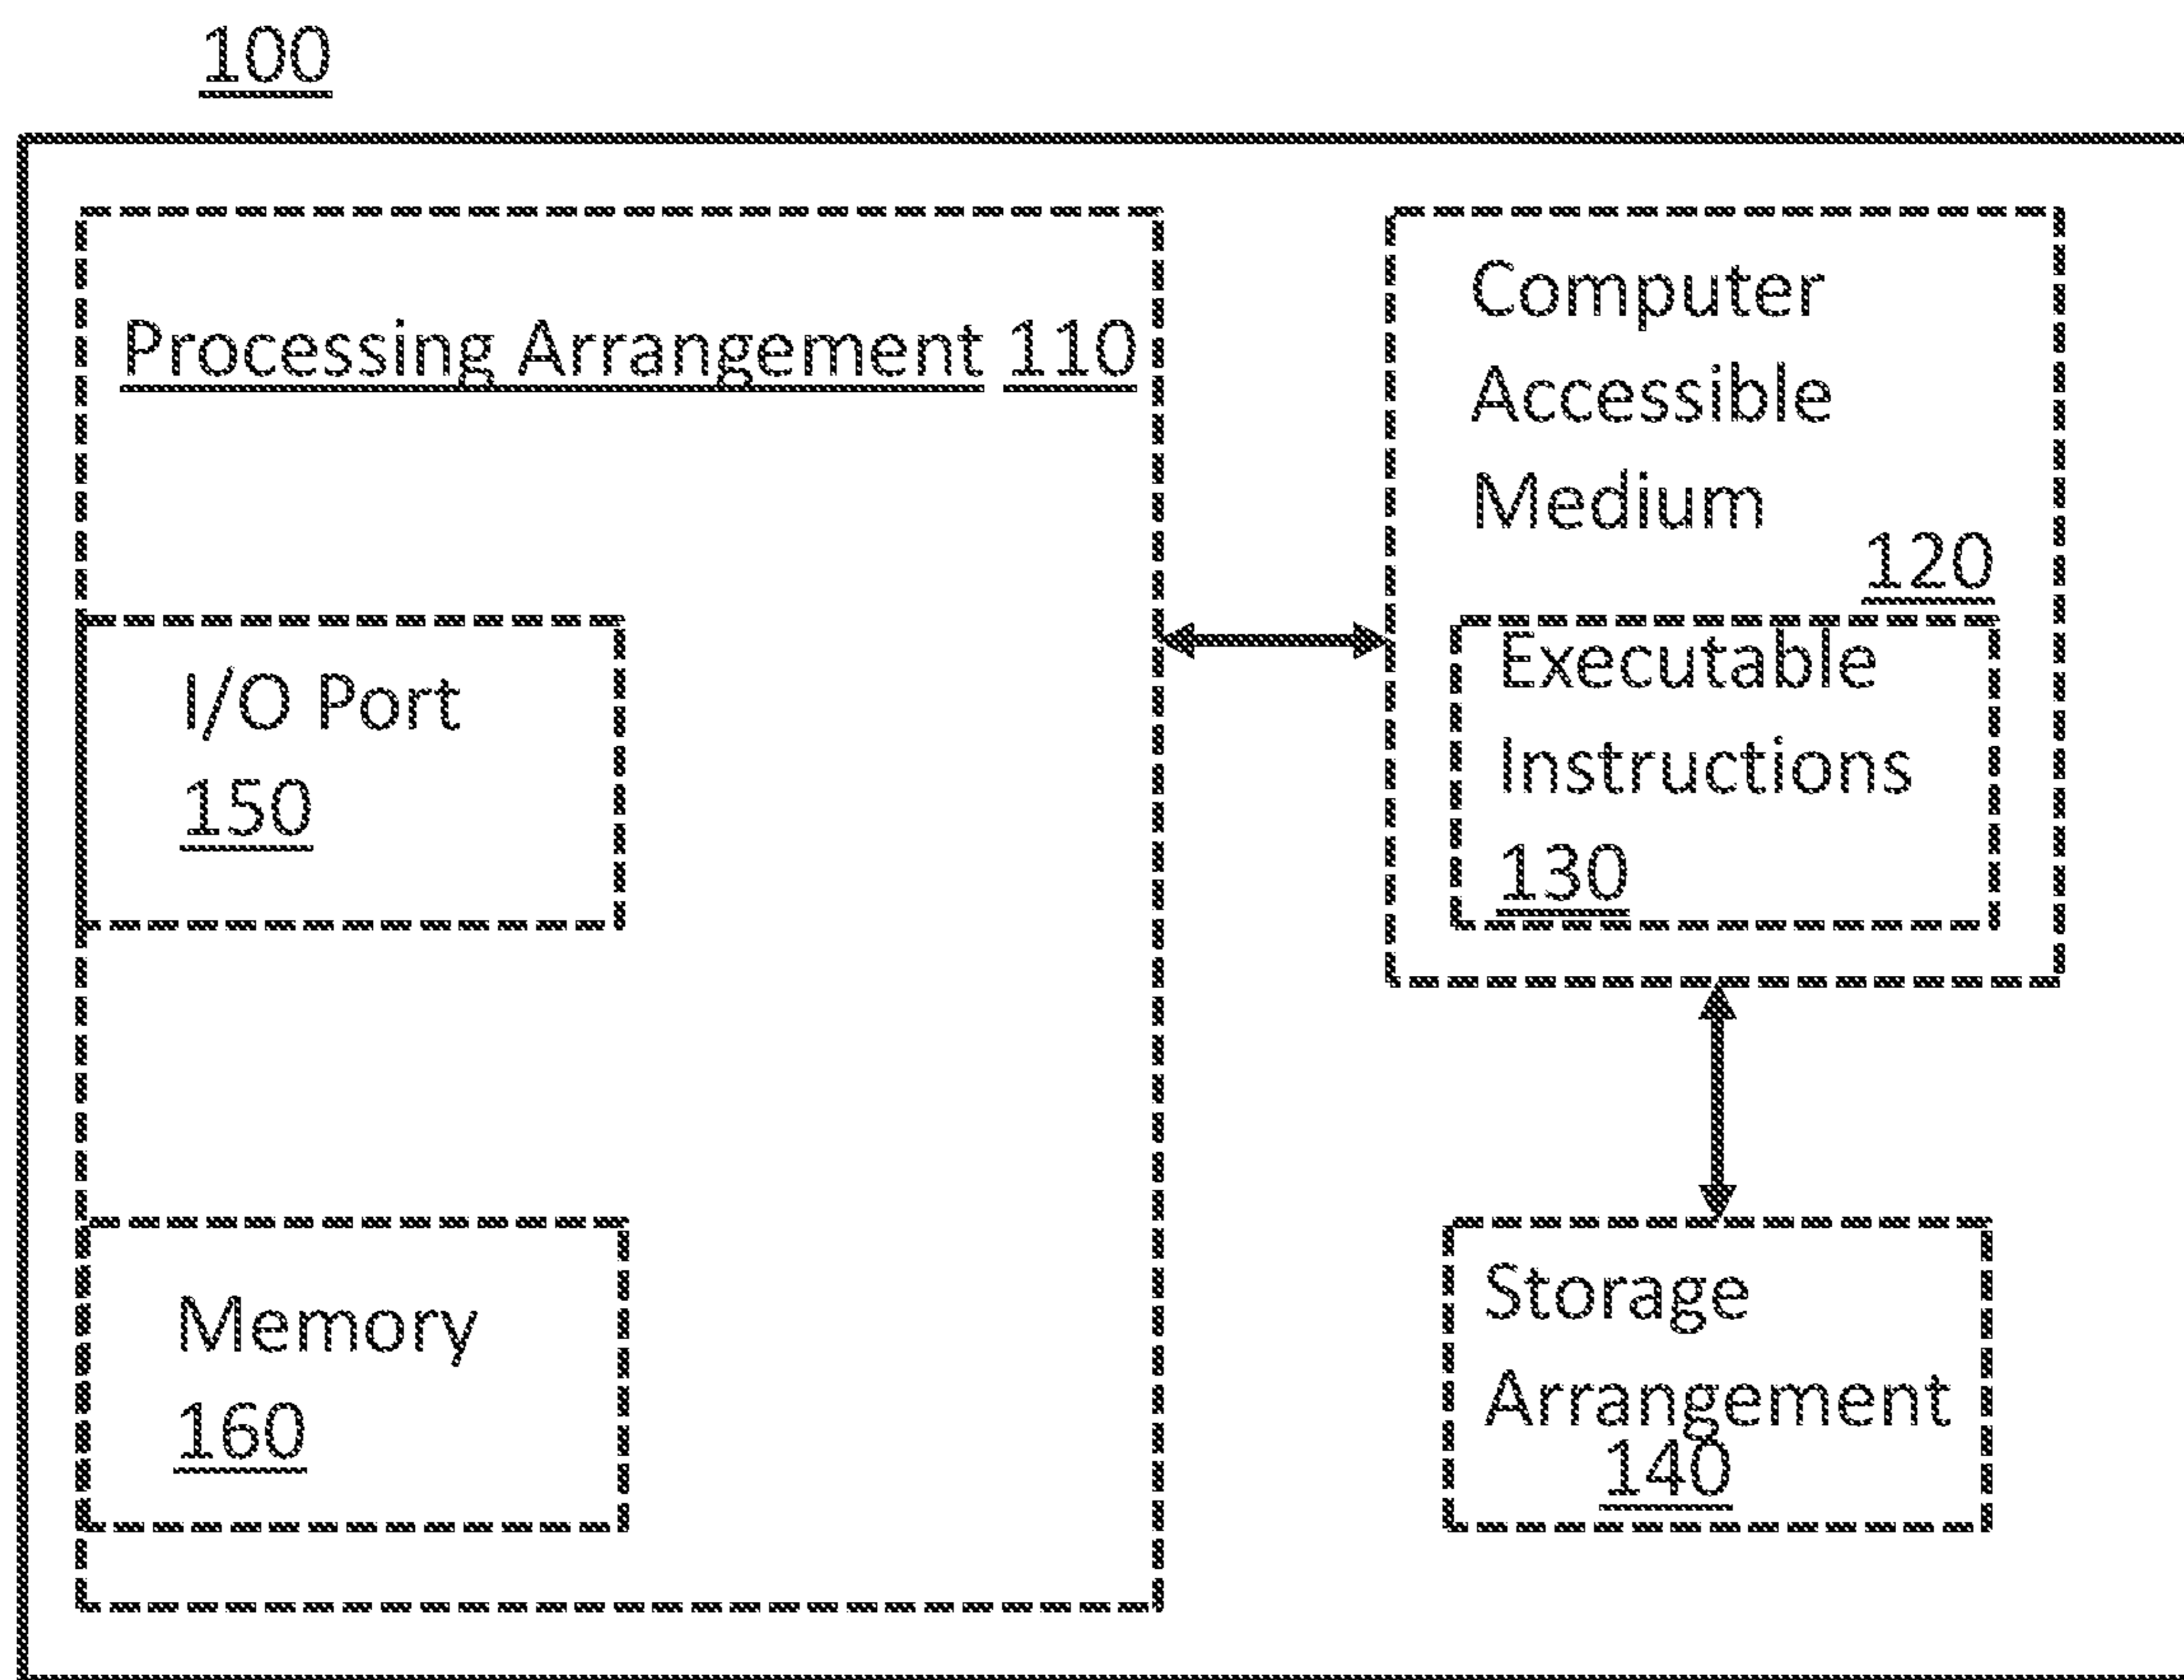 100
Processing Arrangement 110
I/O Port
150
Memory
160
Computer
Accessible
Medium
120
Executable
Instructions
130
Storage
Arrangement
140